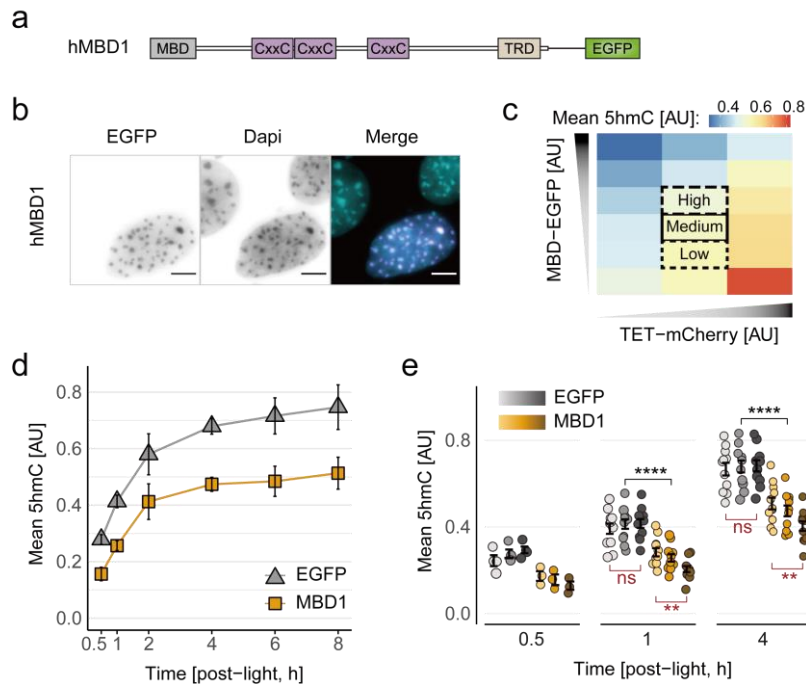 a
hMBD1
MBD
CxxC
CxxC
CxxC
TRD
EGFP
b
EGFP
Dapi
Merge
hMBD1
c
Mean 5hmC [AU]:
0.4
0.6
0.8
MBD−EGFP [AU]
High
Medium
Low
TET−mCherry [AU]
d
Mean 5hmC [AU]
0.8
0.6
0.4
0.2
0.0
EGFP
MBD1
0.5
1
2
4
6
8
Time [post−light, h]
e
EGFP
MBD1
Mean 5hmC [AU]
0.8
0.4
0.0
****
****
ns
**
ns
**
0.5
1
4
Time [post−light, h]